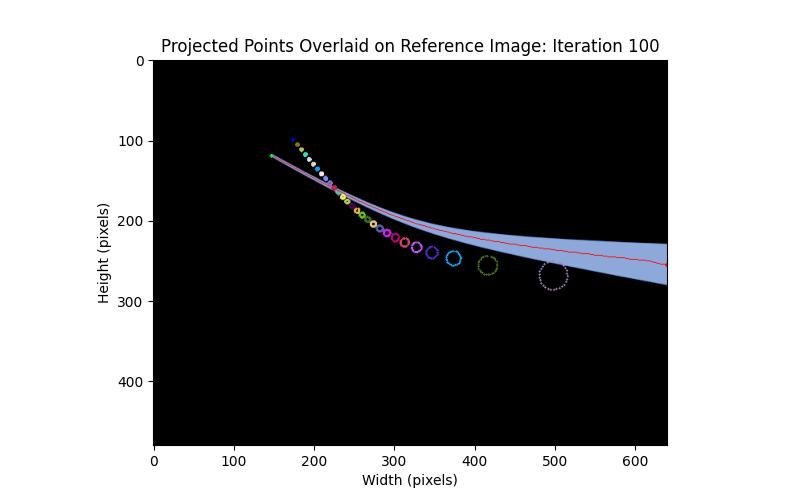 Projected Points Overlaid on Reference Image: Iteration 100
0
100
200
300
400
Height (pixels)
0 100 200 300 400 500 600
Width (pixels)